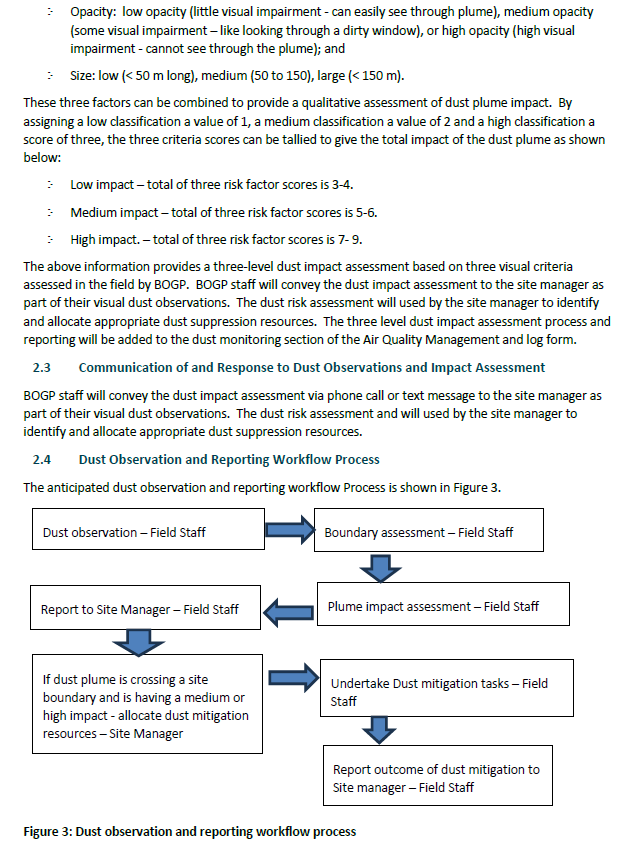 Opacity: low opacity (little visual impairment - can easily see through plume), medium opacity
(some visual impairment – like looking through a dirty window), or high opacity (high visual
impairment - cannot see through the plume); and
Size: low (< 50 m long), medium (50 to 150), large (< 150 m).
These three factors can be combined to provide a qualitative assessment of dust plume impact. By
assigning a low classification a value of 1, a medium classification a value of 2 and a high classification a
score of three, the three criteria scores can be tallied to give the total impact of the dust plume as shown
below:
Low impact – total of three risk factor scores is 3-4.
Medium impact – total of three risk factor scores is 5-6.
High impact. – total of three risk factor scores is 7- 9.
The above information provides a three-level dust impact assessment based on three visual criteria
assessed in the field by BOGP. BOGP staff will convey the dust impact assessment to the site manager as
part of their visual dust observations. The dust risk assessment will used by the site manager to identify
and allocate appropriate dust suppression resources. The three level dust impact assessment process and
reporting will be added to the dust monitoring section of the Air Quality Management and log form.
2.3 Communication of and Response to Dust Observations and Impact Assessment
BOGP staff will convey the dust impact assessment via phone call or text message to the site manager as
part of their visual dust observations. The dust risk assessment and will used by the site manager to
identify and allocate appropriate dust suppression resources.
2.4 Dust Observation and Reporting Workflow Process
The anticipated dust observation and reporting workflow Process is shown in Figure 3.
Dust observation – Field Staff
Boundary assessment – Field Staff
Plume impact assessment – Field Staff
Report to Site Manager – Field Staff
If dust plume is crossing a site
boundary and is having a medium or
high impact - allocate dust mitigation
resources – Site Manager
Undertake Dust mitigation tasks – Field
Staff
Report outcome of dust mitigation to
Site manager – Field Staff
Figure 3: Dust observation and reporting workflow process